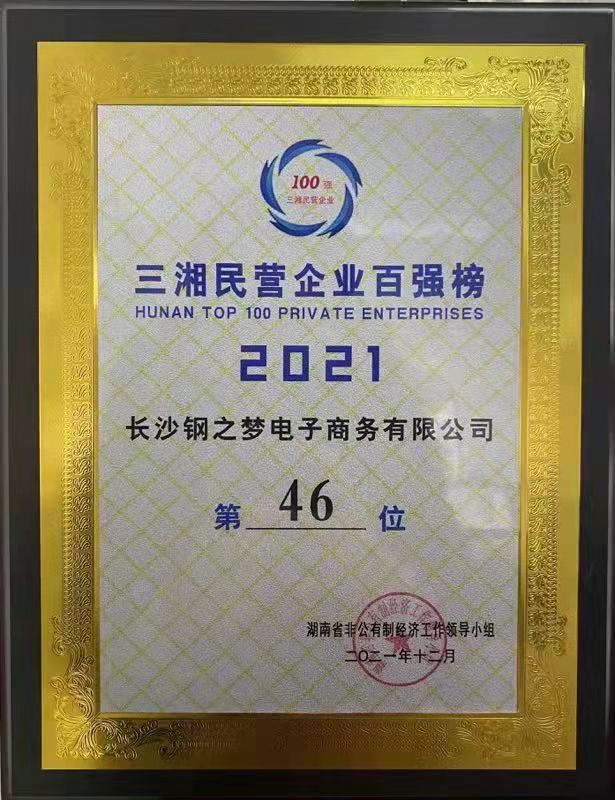 100强
三湘民营企业
三湘民营企业百强榜
HUNAN TOP 100 PRIVATE ENTERPRISES
2021
长沙钢之梦电子商务有限公司
第 46 位
湖南省非公有制经济工作领导小组
二〇二一年十二月